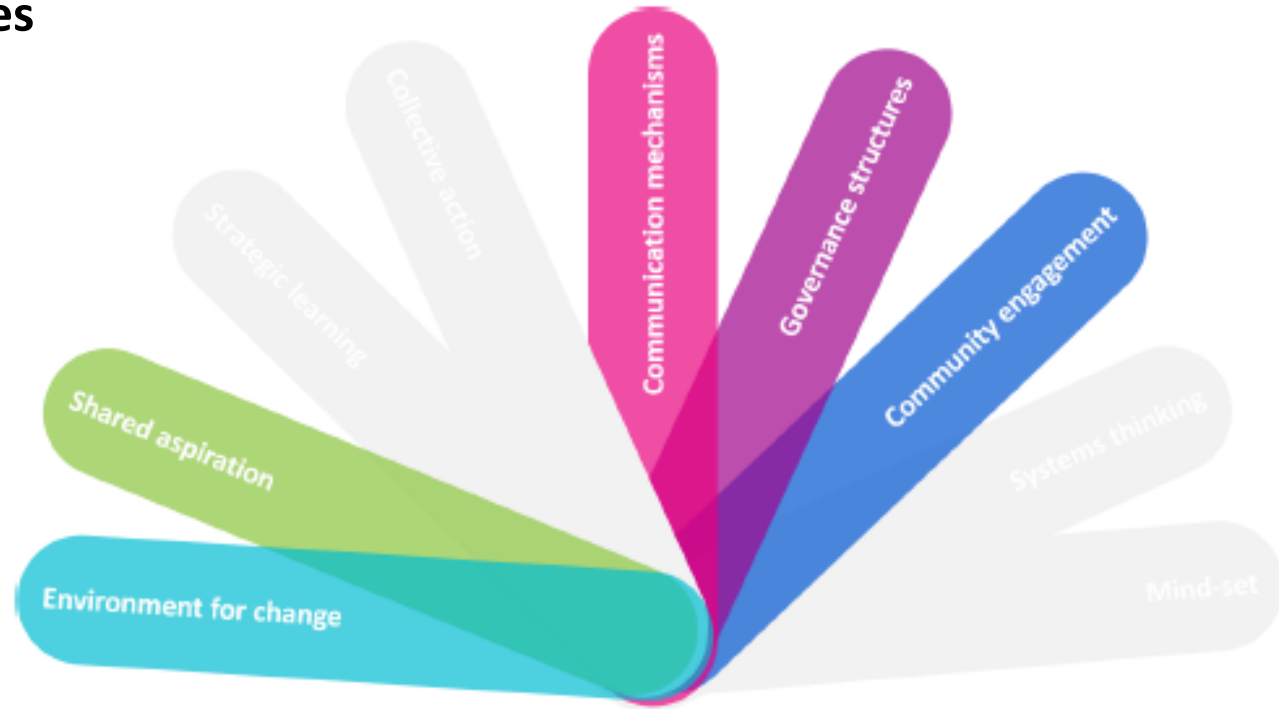 es
Collective action
Communication mechanisms
Governance structures
Strategic learning
Community engagement
Shared aspiration
Systems thinking
Environment for change
Mind-set